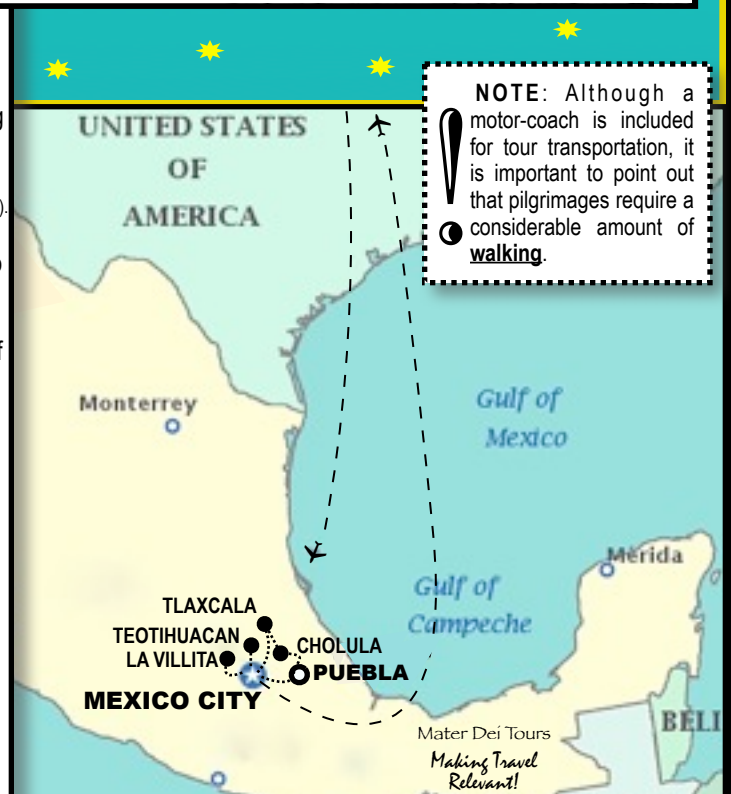 NOTE: Although a
motor-coach is included
for tour transportation, it
is important to point out
that pilgrimages require a
considerable amount of
walking.
UNITED STATES
OF
AMERICA
Monterrey
Gulf of
Mexico
Mérida
Gulf of
Campeche
TLAXCALA
TEOTIHUACAN
CHOLULA
LA VILLITA
PUEBLA
MEXICO CITY
BELI
Mater Dei Tours
Making Travel
Relevant!